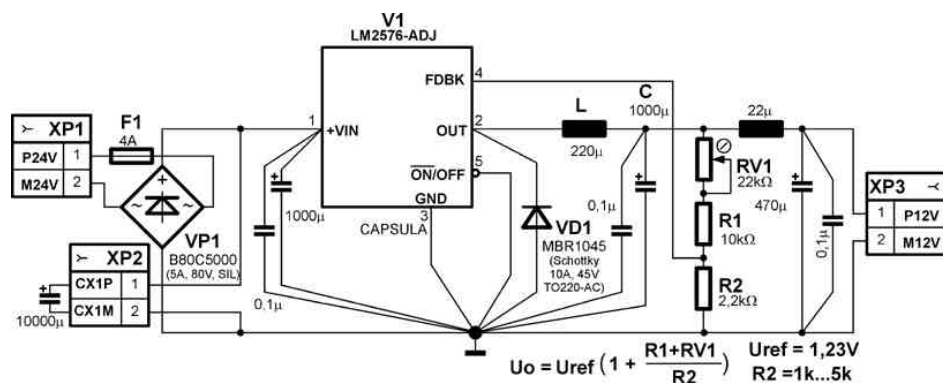 V1
LM2576-ADJ
FDBK 4
1 +VIN
OUT 2
5
ON/OFF
GND
3
CAPSULA
XP1
P24V 1
M24V 2
F1
4A
+
~ ~
-
VP1
B80C5000
(5A, 80V, SIL)
XP2
CX1P 1
CX1M 2
+
10000µ
+
1000µ
0,1µ
VD1
MBR1045
(Schottky
10A, 45V
TO220-AC)
L
220µ
C
1000µ
+
0,1µ
RV1
22kΩ
R1
10kΩ
R2
2,2kΩ
22µ
+
470µ
0,1µ
XP3
1 P12V
2 M12V
Uo = Uref (1 + R1+RV1
R2)
Uref = 1,23V
R2 =1k...5k